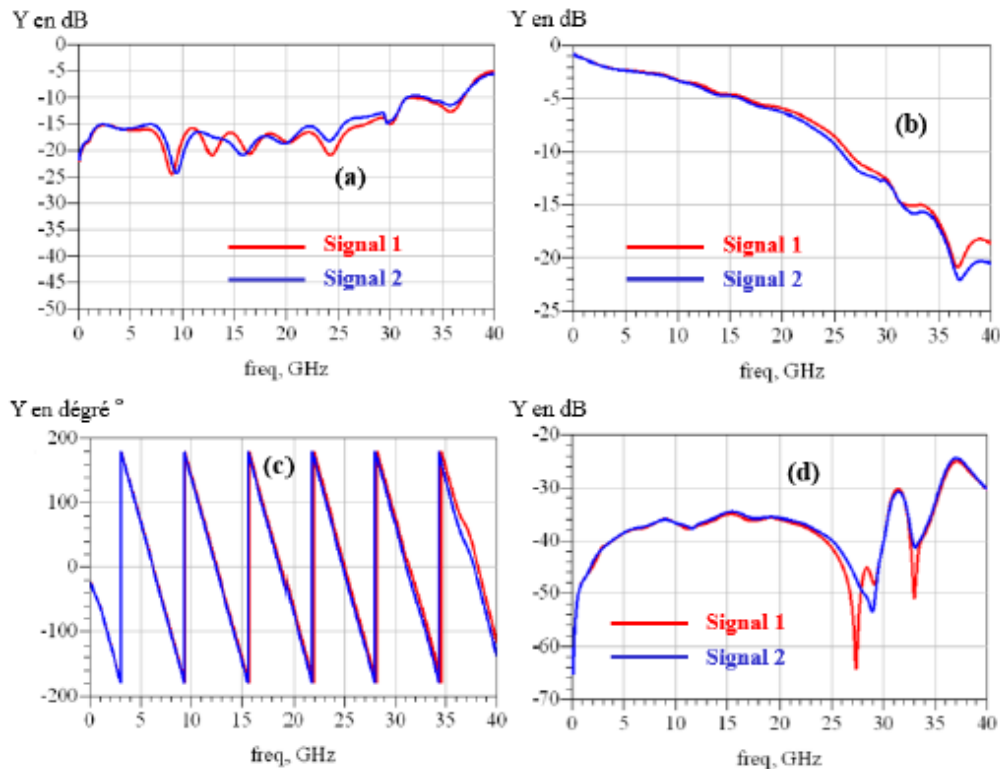 Y en dB
0
-5
-10
-15
-20
-25
-30
-35
-40
-45
-50
(a)
Signal 1
Signal 2
0 5 10 15 20 25 30 35 40
freq, GHz
Y en dB
0
-5
-10
-15
-20
-25
(b)
Signal 1
Signal 2
0 5 10 15 20 25 30 35 40
freq, GHz
Y en dégré °
200
100
0
-100
-200
(c)
0 5 10 15 20 25 30 35 40
freq, GHz
Y en dB
-20
-30
-40
-50
-60
-70
(d)
Signal 1
Signal 2
0 5 10 15 20 25 30 35 40
freq, GHz